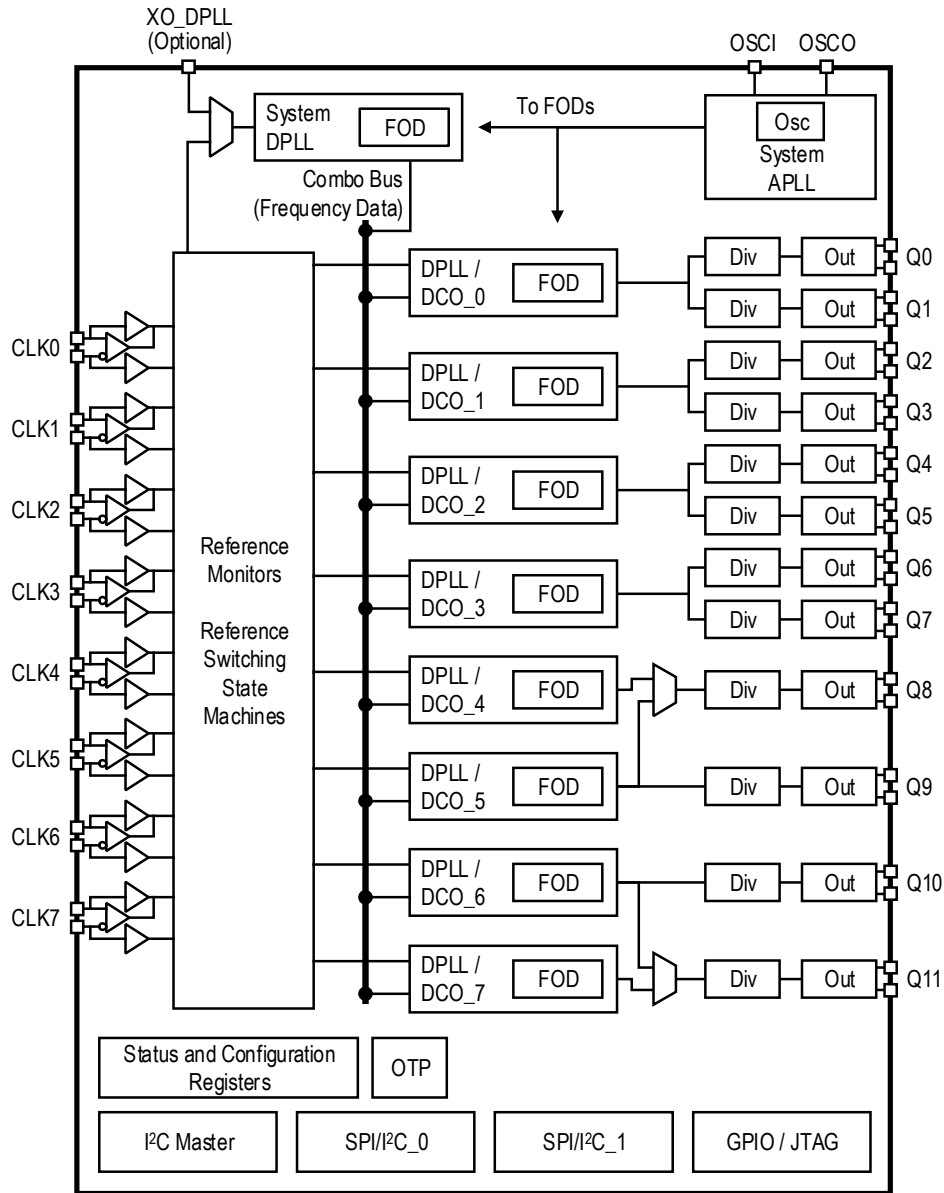 XO_DPLL
(Optional)
OSCI
OSCO
System
DPLL
FOD
To FODs
Osc
System
APLL
Combo Bus
(Frequency Data)
DPLL /
DCO_0
FOD
Div
Out
Q0
Div
Out
Q1
CLK0
DPLL /
DCO_1
FOD
Div
Out
Q2
Div
Out
Q3
CLK1
DPLL /
DCO_2
FOD
Div
Out
Q4
Div
Out
Q5
CLK2
Reference
Monitors
Reference
Switching
State
Machines
DPLL /
DCO_3
FOD
Div
Out
Q6
Div
Out
Q7
CLK3
CLK4
DPLL /
DCO_4
FOD
Div
Out
Q8
CLK5
DPLL /
DCO_5
FOD
Div
Out
Q9
CLK6
DPLL /
DCO_6
FOD
Div
Out
Q10
CLK7
DPLL /
DCO_7
FOD
Div
Out
Q11
Status and Configuration
Registers
OTP
I²C Master
SPI/I²C_0
SPI/I²C_1
GPIO / JTAG